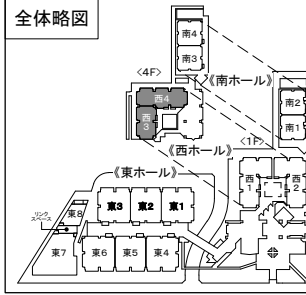 全体略図
南4
南3
<4F>
《南ホール》
西4
西3
南2
南1
《西ホール》
<1F>
西1
西2
《東ホール》
東3
東2
東1
リンクスペース
東8
東7
東6
東5
東4